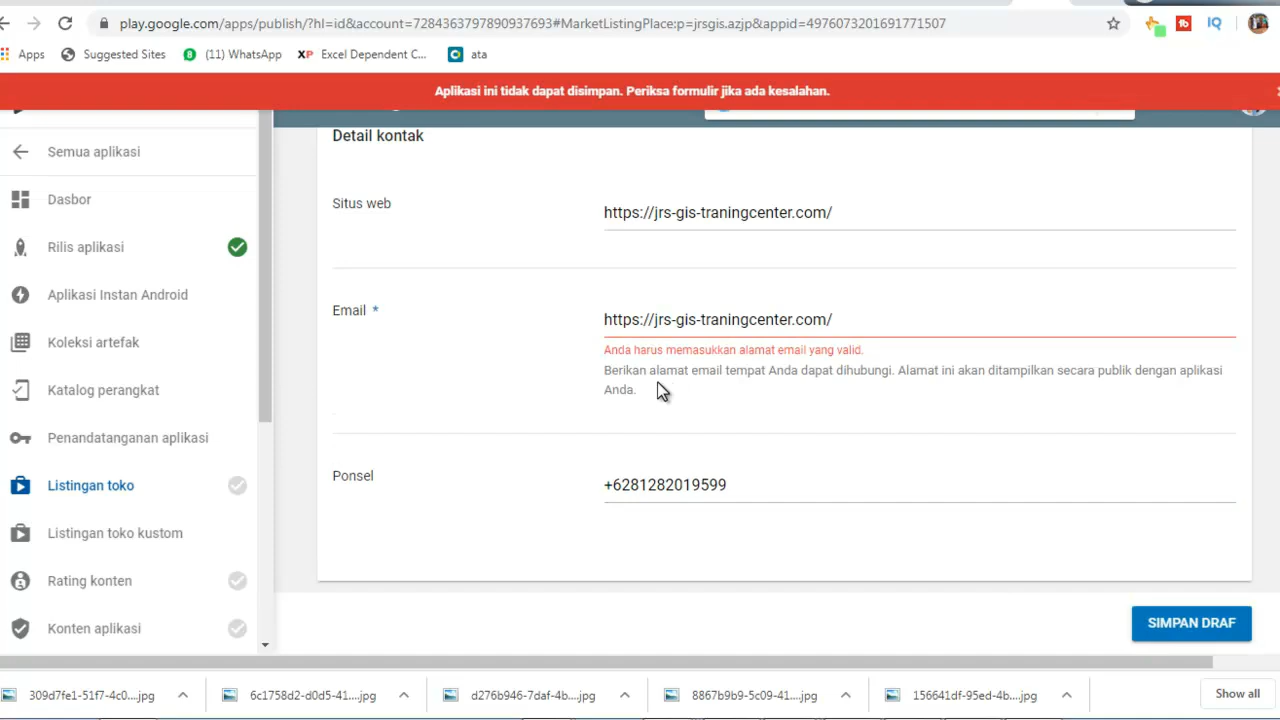 play.google.com/apps/publish/?hl=id&account=7284363797890937693#MarketListingPlace:p=jrsgis.azjp&appid=4976073201691771507
Apps
Suggested Sites
(11) WhatsApp
XP
Excel Dependent C...
ata
Aplikasi ini tidak dapat disimpan. Periksa formulir jika ada kesalahan.
Semua aplikasi
Dasbor
Rilis aplikasi
Aplikasi Instan Android
Koleksi artefak
Katalog perangkat
Penandatanganan aplikasi
Listingan toko
Listingan toko kustom
Rating konten
Konten aplikasi
Detail kontak
Situs web
https://jrs-gis-traningcenter.com/
Email *
https://jrs-gis-traningcenter.com/
Anda harus memasukkan alamat email yang valid.
Berikan alamat email tempat Anda dapat dihubungi. Alamat ini akan ditampilkan secara publik dengan aplikasi
Anda.
Ponsel
+6281282019599
SIMPAN DRAF
309d7fe1-51f7-4c0....jpg
6c1758d2-d0d5-41....jpg
d276b946-7daf-4b....jpg
8867b9b9-5c09-41....jpg
156641df-95ed-4b....jpg
Show all